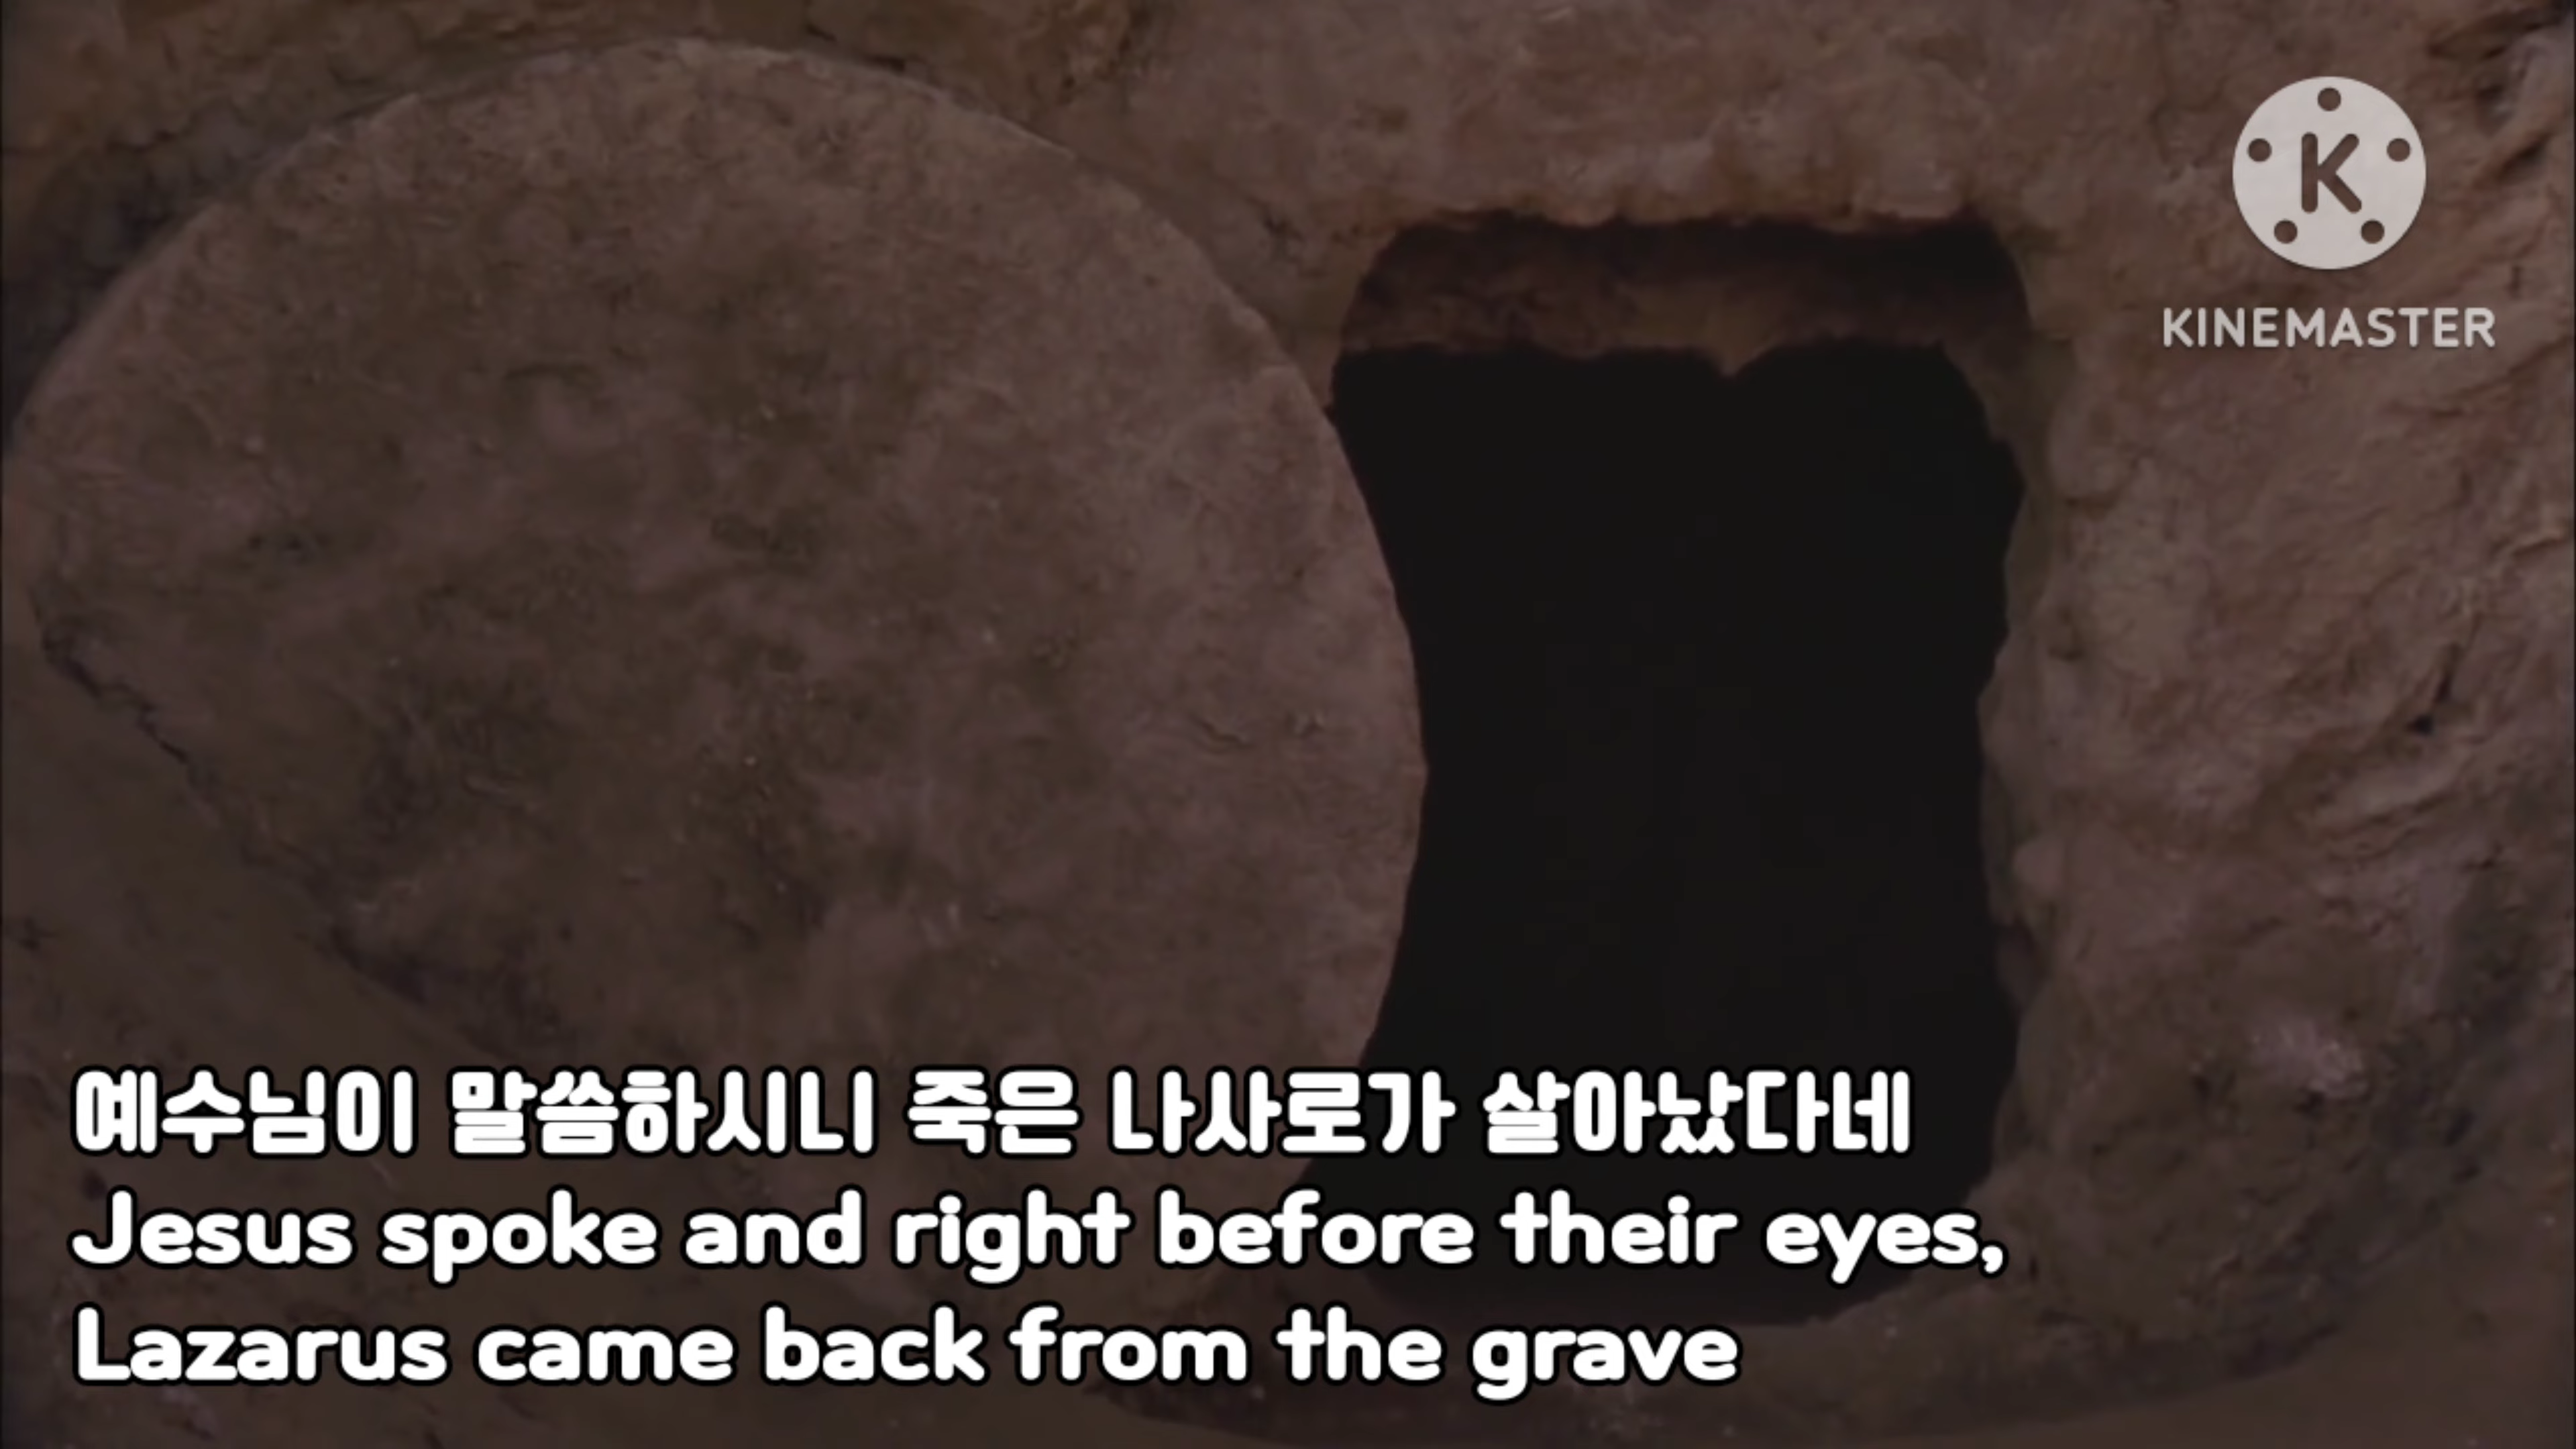 K
KINEMASTER
예수님이 말씀하시니 죽은 나사로가 살아났다네
Jesus spoke and right before their eyes,
Lazarus came back from the grave